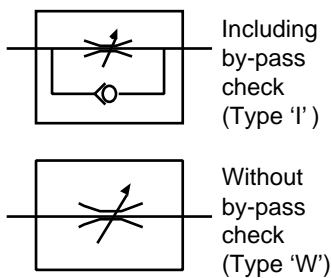 Including
by-pass
check
(Type ‘I’ )
Without
by-pass
check
(Type ‘W’)